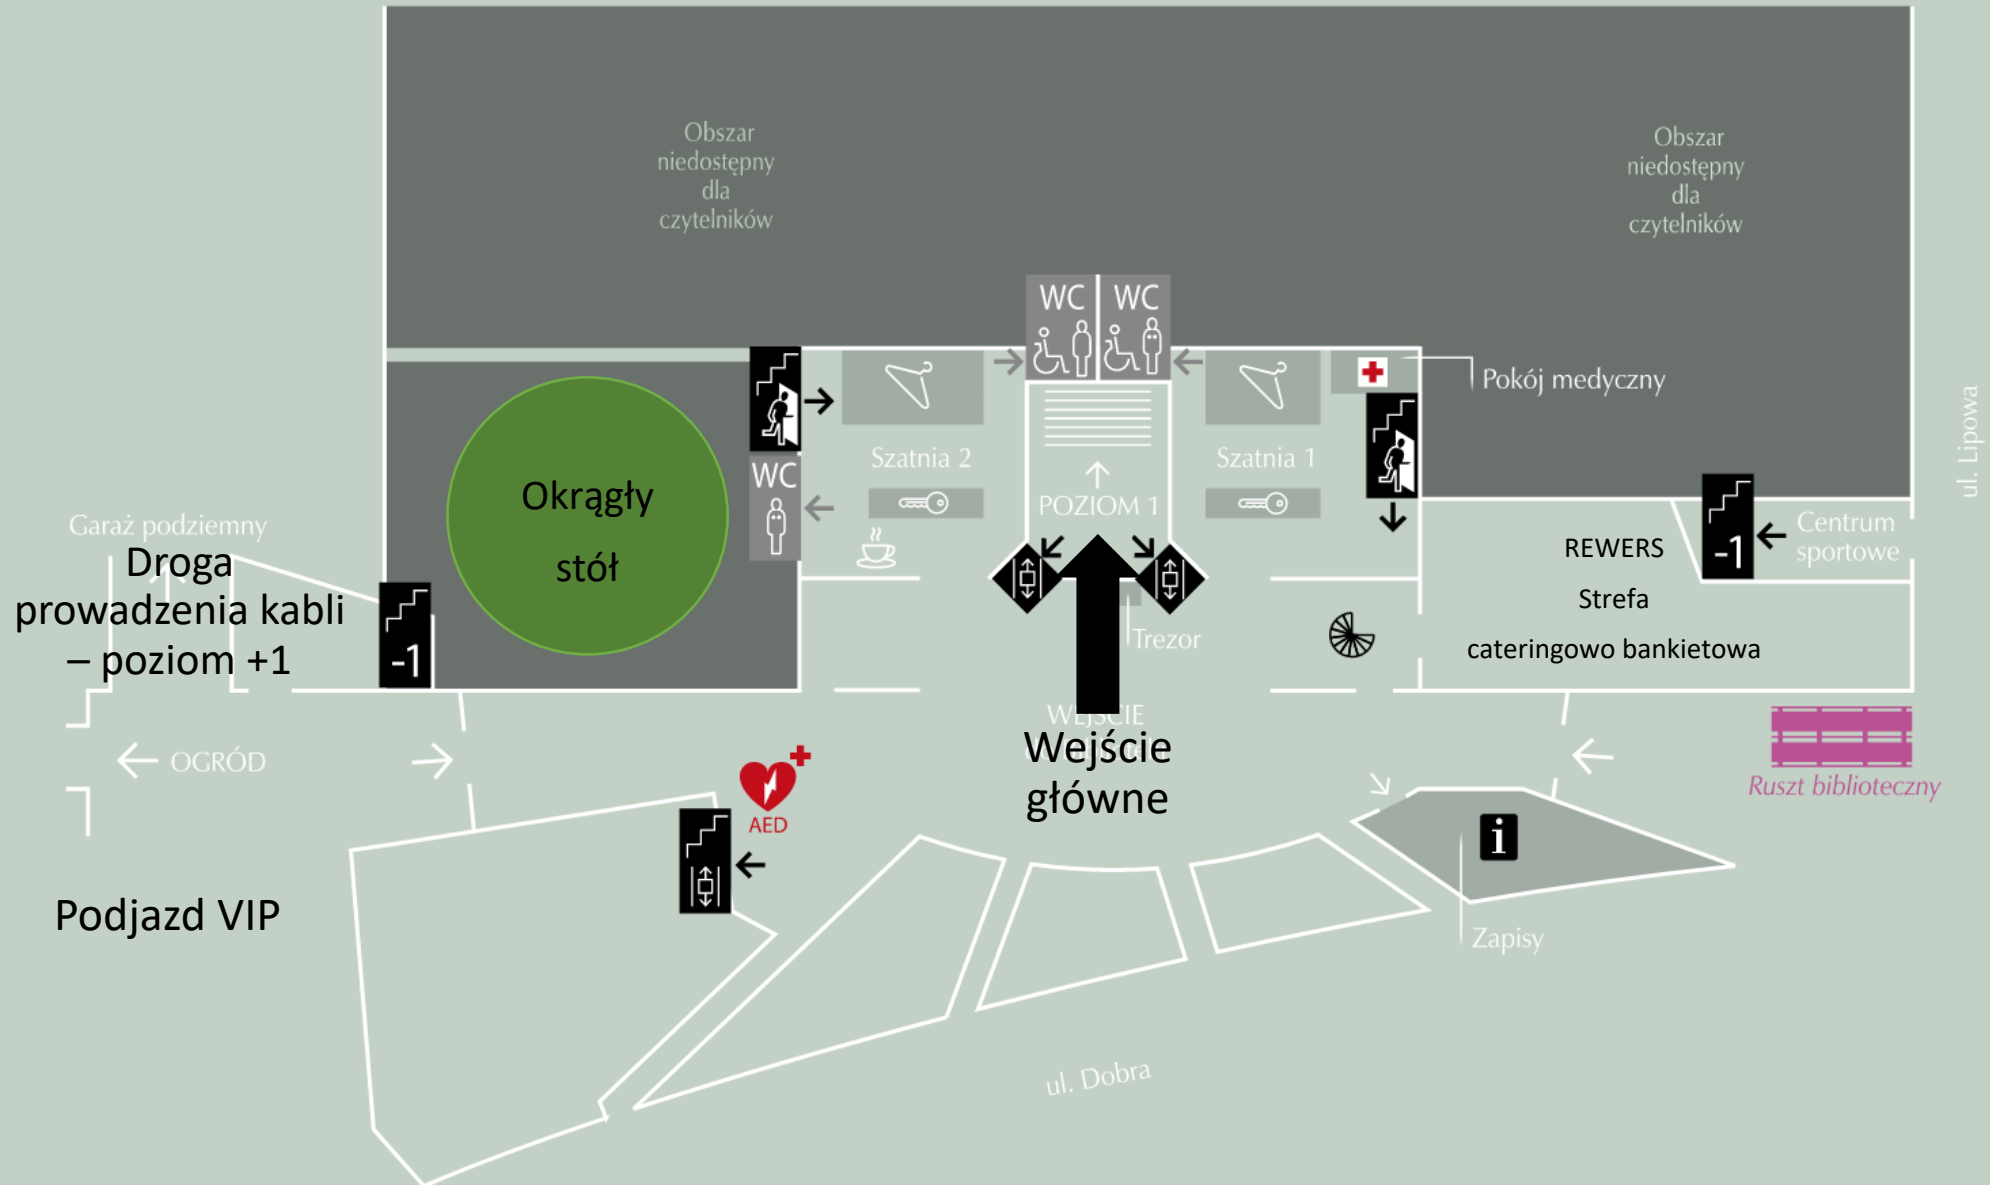 Obszar
niedostępny
dla
czytelników
Obszar
niedostępny
dla
czytelników
WC
WC
Pokój medyczny
ul. Lipowa
Szatnia 2
Szatnia 1
WC
POZIOM 1
Okrągły
stół
Garaż podziemny
Droga
prowadzenia kabli
– poziom +1
-1
REWERS
Strefa
cateringowo bankietowa
-1
Centrum
sportowe
Trezor
WEJŚCIE
Wejście
główne
OGRÓD
AED
Ruszt biblioteczny
i
Podjazd VIP
Zapisy
ul. Dobra